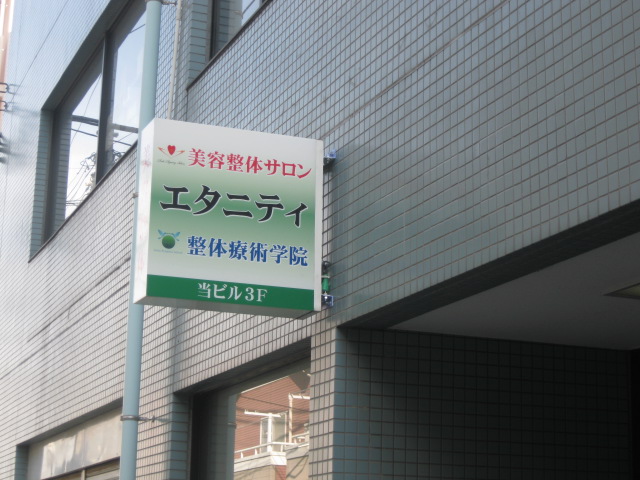 美容整体サロン
エタニティ
整体療術学院
当ビル3F